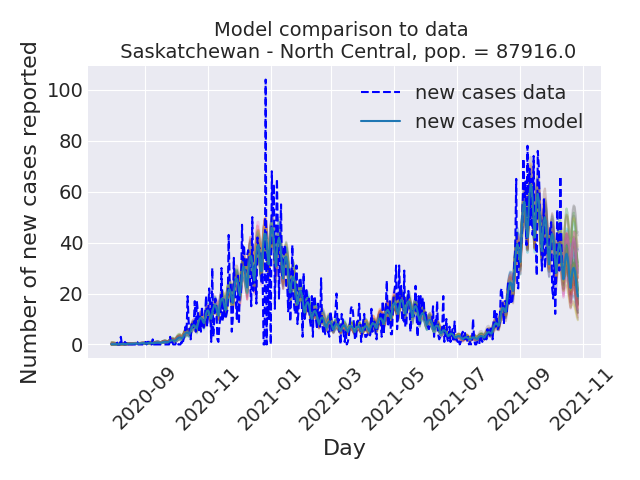 Model comparison to data
Saskatchewan - North Central, pop. = 87916.0
Number of new cases reported
100
80
60
40
20
0
new cases data
new cases model
2020-09
2020-11
2021-01
2021-03
2021-05
2021-07
2021-09
2021-11
Day